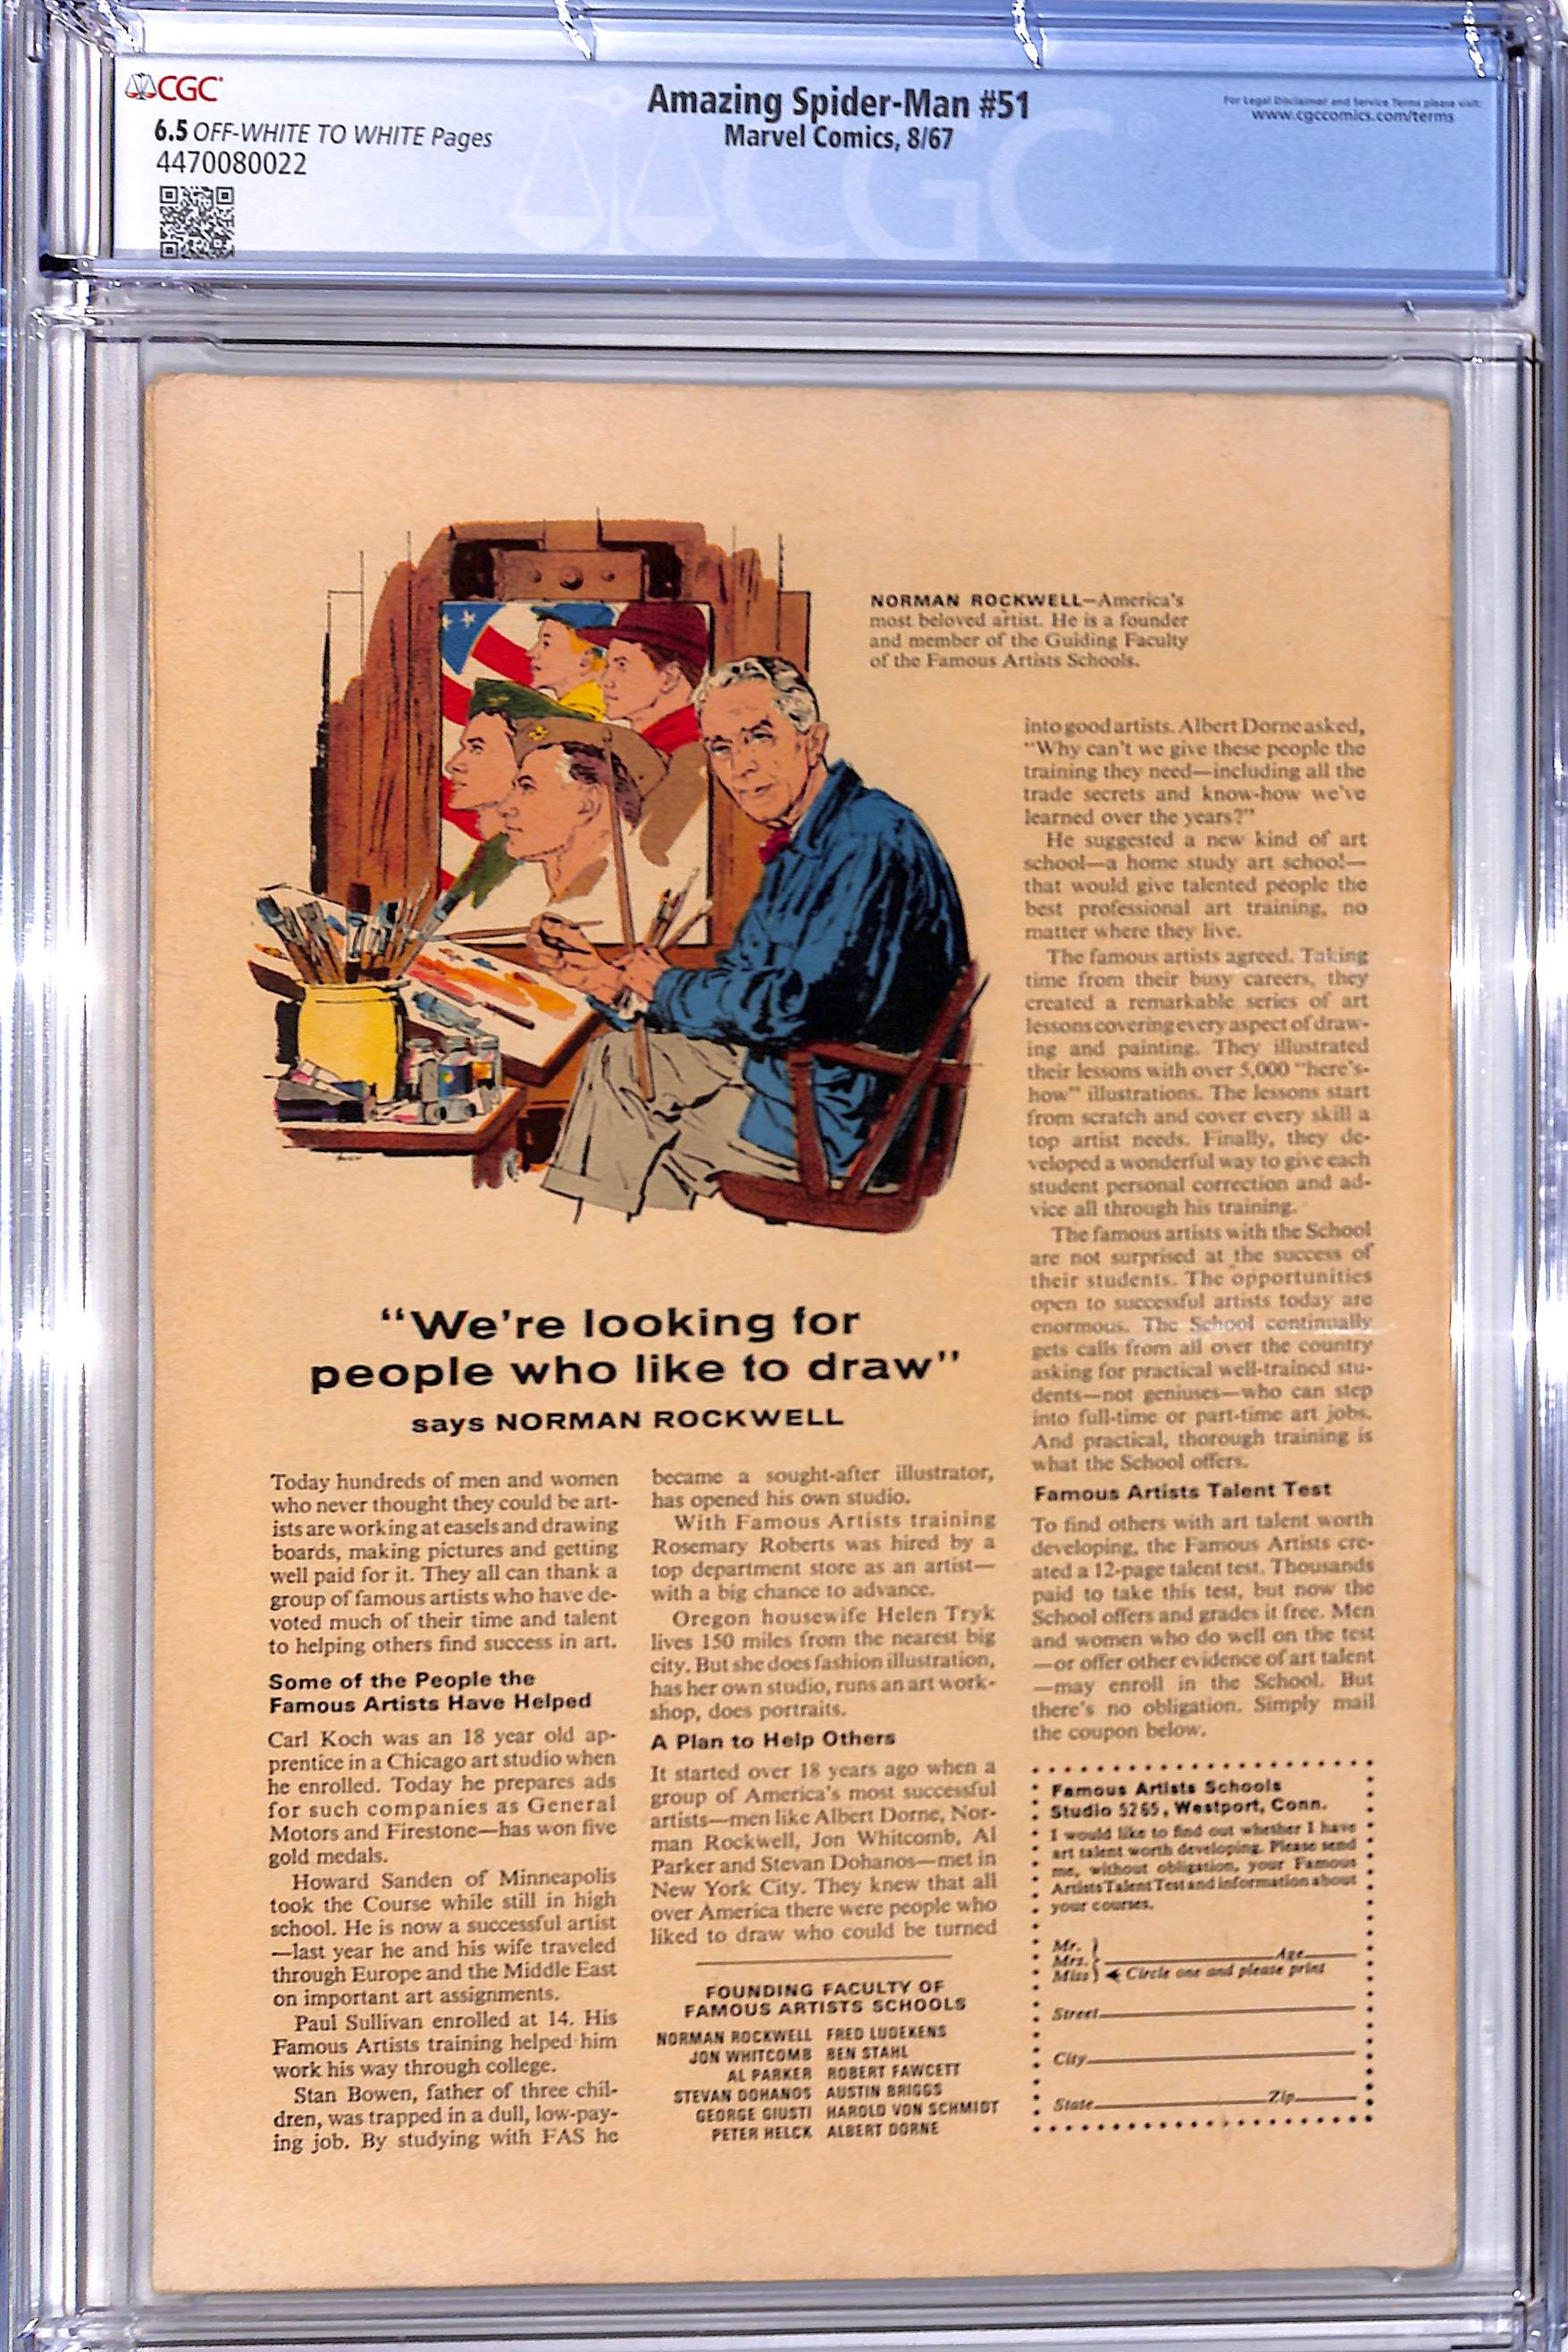 CGC
6.5 OFF-WHITE TO WHITE Pages
4470080022
Amazing Spider-Man #51
Marvel Comics, 8/67
For Legal Disclaimer and Service Terms please visit:
www.cgccomics.com/terms
CGC
NORMAN ROCKWELL—America's
most beloved artist. He is a founder
and member of the Guiding Faculty
of the Famous Artists Schools.
"We're looking for
people who like to draw"
says NORMAN ROCKWELL
Today hundreds of men and women
who never thought they could be art-
ists are working at easels and drawing
boards, making pictures and getting
well paid for it. They all can thank a
group of famous artists who have de-
voted much of their time and talent
to helping others find success in art.
Some of the People the
Famous Artists Have Helped
Carl Koch was an 18 year old ap-
prentice in a Chicago art studio when
he enrolled. Today he prepares ads
for such companies as General
Motors and Firestone—has won five
gold medals.
Howard Sanden of Minneapolis
took the Course while still in high
school. He is now a successful artist
—last year he and his wife traveled
through Europe and the Middle East
on important art assignments.
Paul Sullivan enrolled at 14. His
Famous Artists training helped him
work his way through college.
Stan Bowen, father of three chil-
dren, was trapped in a dull, low-pay-
ing job. By studying with FAS he
became a sought-after illustrator,
has opened his own studio.
With Famous Artists training
Rosemary Roberts was hired by a
top department store as an artist—
with a big chance to advance.
Oregon housewife Helen Tryk
lives 150 miles from the nearest big
city. But she does fashion illustration,
has her own studio, runs an art work-
shop, does portraits.
A Plan to Help Others
It started over 18 years ago when a
group of America's most successful
artists—men like Albert Dorne, Nor-
man Rockwell, Jon Whitcomb, Al
Parker and Stevan Dohanos—met in
New York City. They knew that all
over America there were people who
liked to draw who could be turned
FOUNDING FACULTY OF
FAMOUS ARTISTS SCHOOLS
NORMAN ROCKWELL FRED LUDEKENS
JON WHITCOMB BEN STAHL
AL PARKER ROBERT FAWCETT
STEVAN DOHANOS AUSTIN BRIGGS
GEORGE GIUSTI HAROLD VON SCHMIDT
PETER HELCK ALBERT DORNE
into good artists. Albert Dorne asked,
"Why can't we give these people the
training they need—including all the
trade secrets and know-how we've
learned over the years?"
He suggested a new kind of art
school—a home study art school—
that would give talented people the
best professional art training, no
matter where they live.
The famous artists agreed. Taking
time from their busy careers, they
created a remarkable series of art
lessons covering every aspect of draw-
ing and painting. They illustrated
their lessons with over 5,000 "here's-
how" illustrations. The lessons start
from scratch and cover every skill a
top artist needs. Finally, they de-
veloped a wonderful way to give each
student personal correction and ad-
vice all through his training.
The famous artists with the School
are not surprised at the success of
their students. The opportunities
open to successful artists today are
enormous. The School continually
gets calls from all over the country
asking for practical well-trained stu-
dents—not geniuses—who can step
into full-time or part-time art jobs.
And practical, thorough training is
what the School offers.
Famous Artists Talent Test
To find others with art talent worth
developing, the Famous Artists cre-
ated a 12-page talent test. Thousands
paid to take this test, but now the
School offers and grades it free. Men
and women who do well on the test
—or offer other evidence of art talent
—may enroll in the School. But
there's no obligation. Simply mail
the coupon below.
Famous Artists Schools
Studio 5265, Westport, Conn.
I would like to find out whether I have
art talent worth developing. Please send
me, without obligation, your Famous
Artists Talent Test and information about
your courses.
Mr.
Mrs. Age
Miss Circle one and please print
Street
City
State Zip